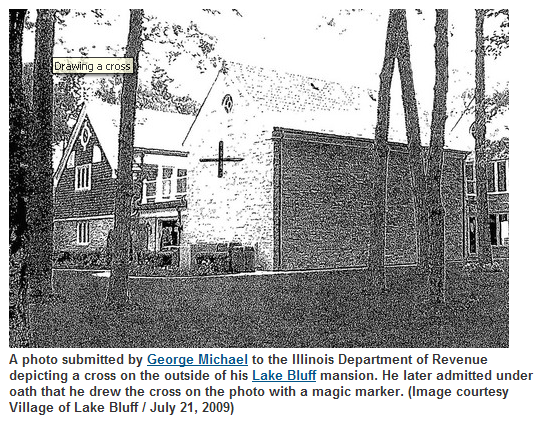 Drawing a cross
A photo submitted by George Michael to the Illinois Department of Revenue
depicting a cross on the outside of his Lake Bluff mansion. He later admitted under
oath that he drew the cross on the photo with a magic marker. (Image courtesy
Village of Lake Bluff / July 21, 2009)